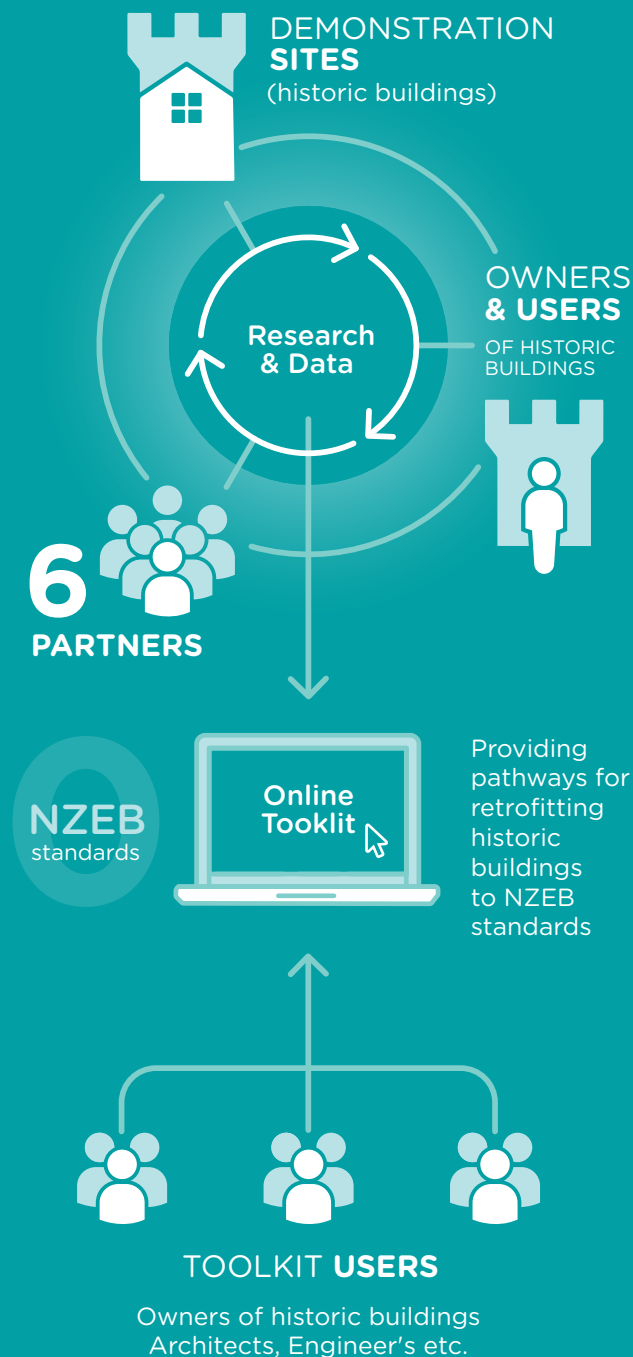 DEMONSTRATION
SITES
(historic buildings)
Research
& Data
OWNERS
& USERS
OF HISTORIC
BUILDINGS
6
PARTNERS
0
NZEB
standards
Online
Tooklit
Providing
pathways for
retrofitting
historic
buildings
to NZEB
standards
TOOLKIT USERS
Owners of historic buildings
Architects, Engineer's etc.